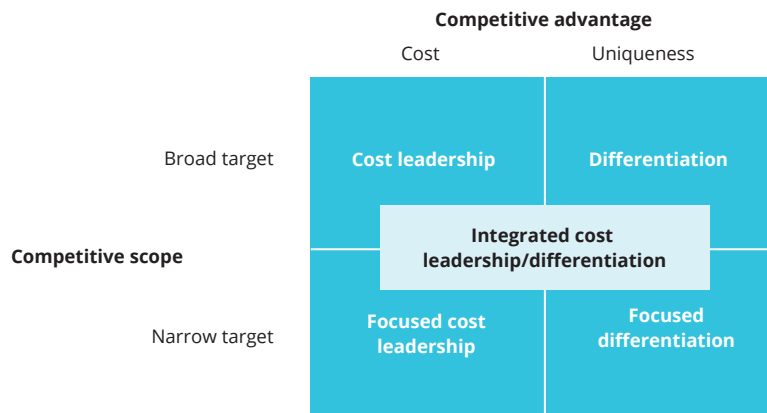 Competitive advantage
Cost
Uniqueness
Broad target
Cost leadership
Differentiation
Competitive scope
Integrated cost
leadership/differentiation
Narrow target
Focused cost
leadership
Focused
differentiation